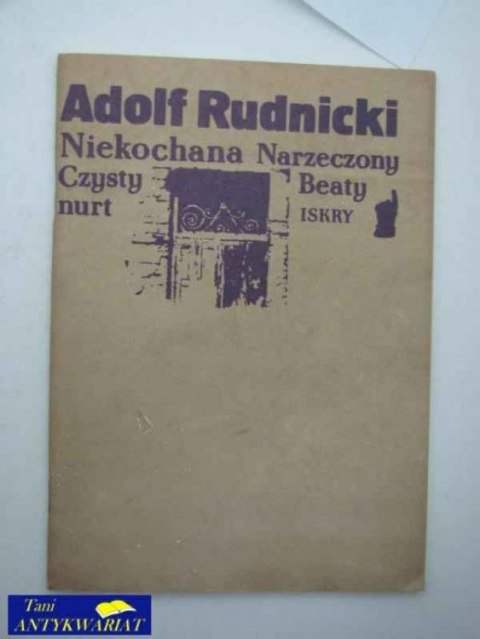 Adolf Rudnicki
Niekochana Narzeczony
Czysty Beaty
nurt ISKRY
Tani
ANTYKWARIAT